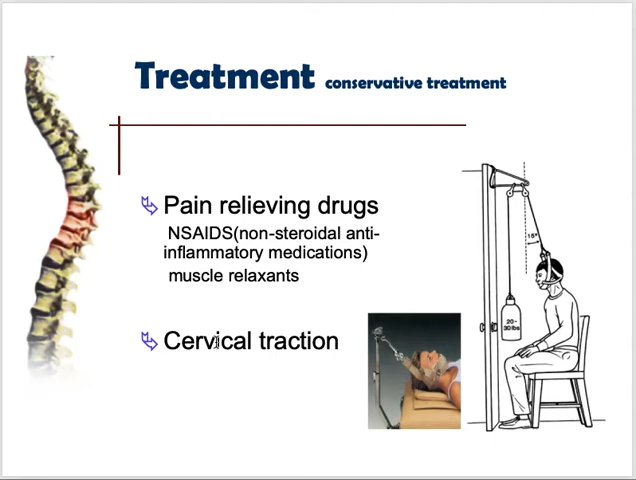 Treatment conservative treatment
Pain relieving drugs
NSAIDS(non-steroidal anti-
inflammatory medications)
muscle relaxants
Cervical traction
15°
20-
30 lbs